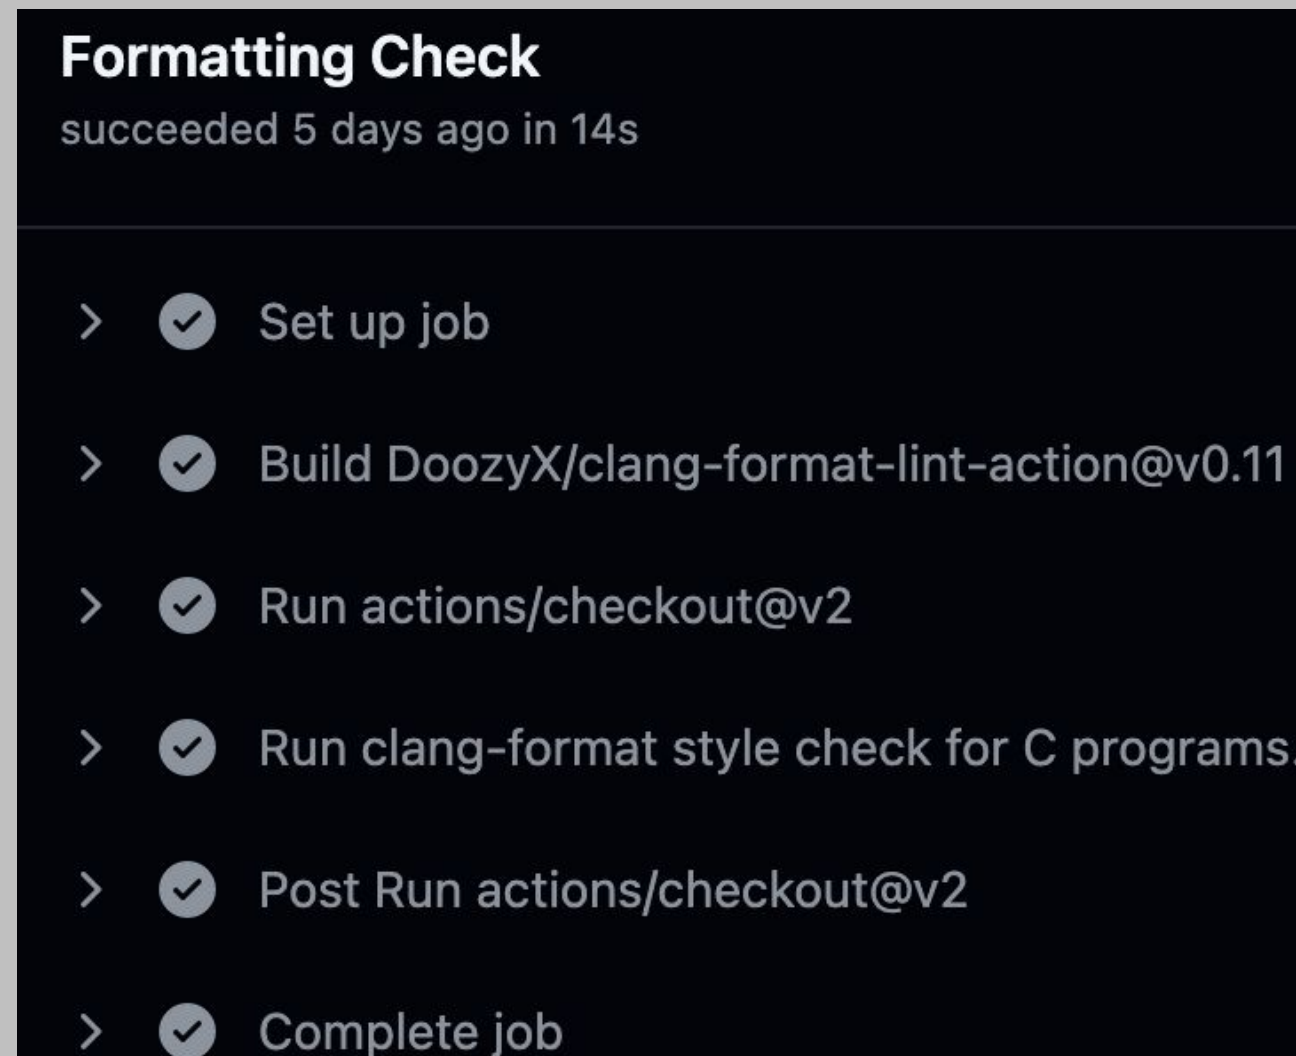 Formatting Check
succeeded 5 days ago in 14s
Set up job
Build DoozyX/clang-format-lint-action@v0.11
Run actions/checkout@v2
Run clang-format style check for C programs.
Post Run actions/checkout@v2
Complete job